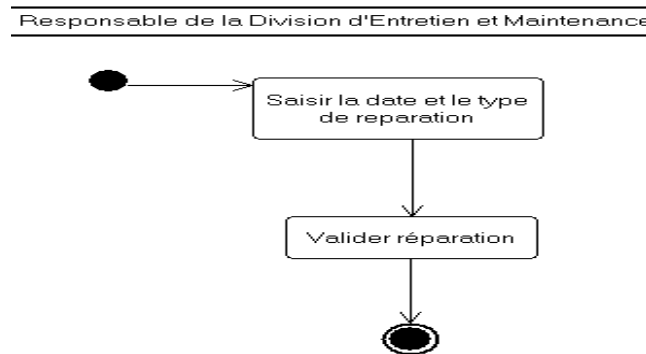 Responsable de la Division d'Entretien et Maintenance
Saisir la date et le type
de reparation
Valider réparation